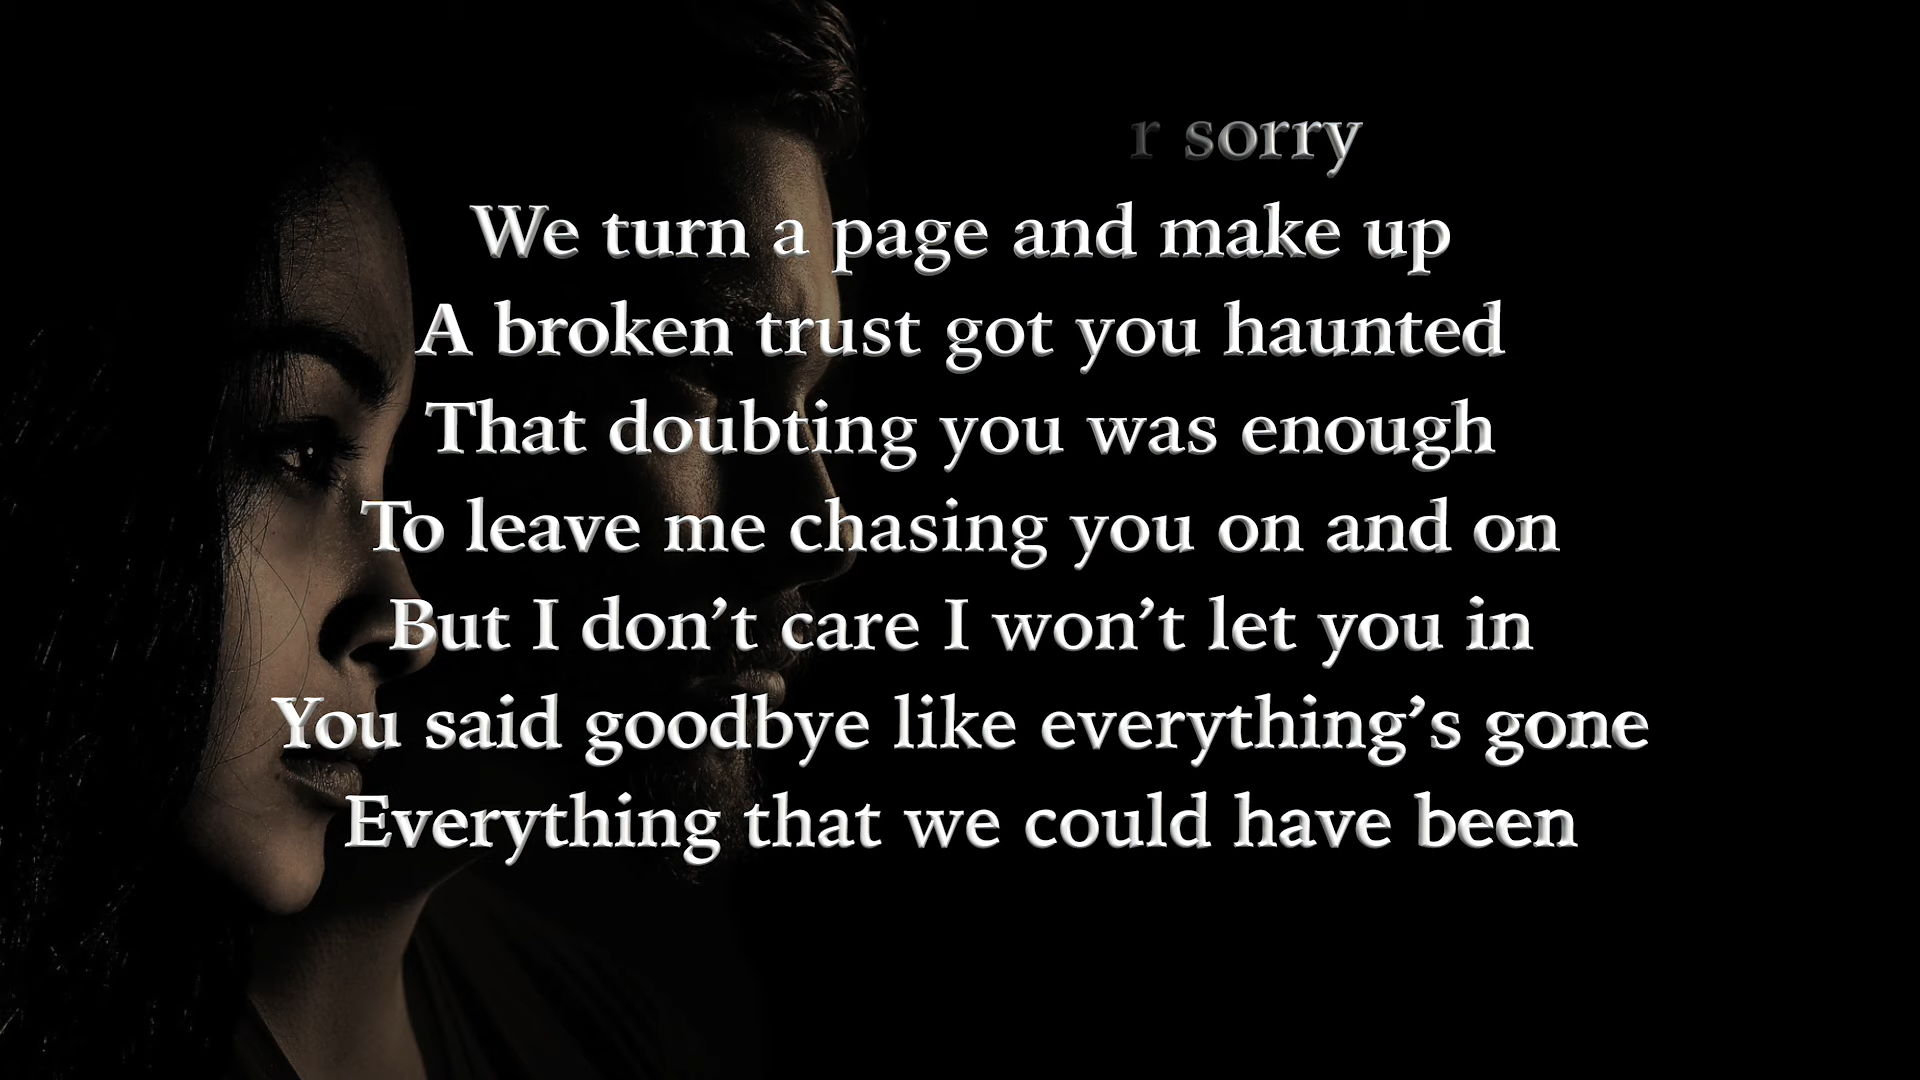 r sorry
We turn a page and make up
A broken trust got you haunted
That doubting you was enough
To leave me chasing you on and on
But I don’t care I won’t let you in
You said goodbye like everything’s gone
Everything that we could have been